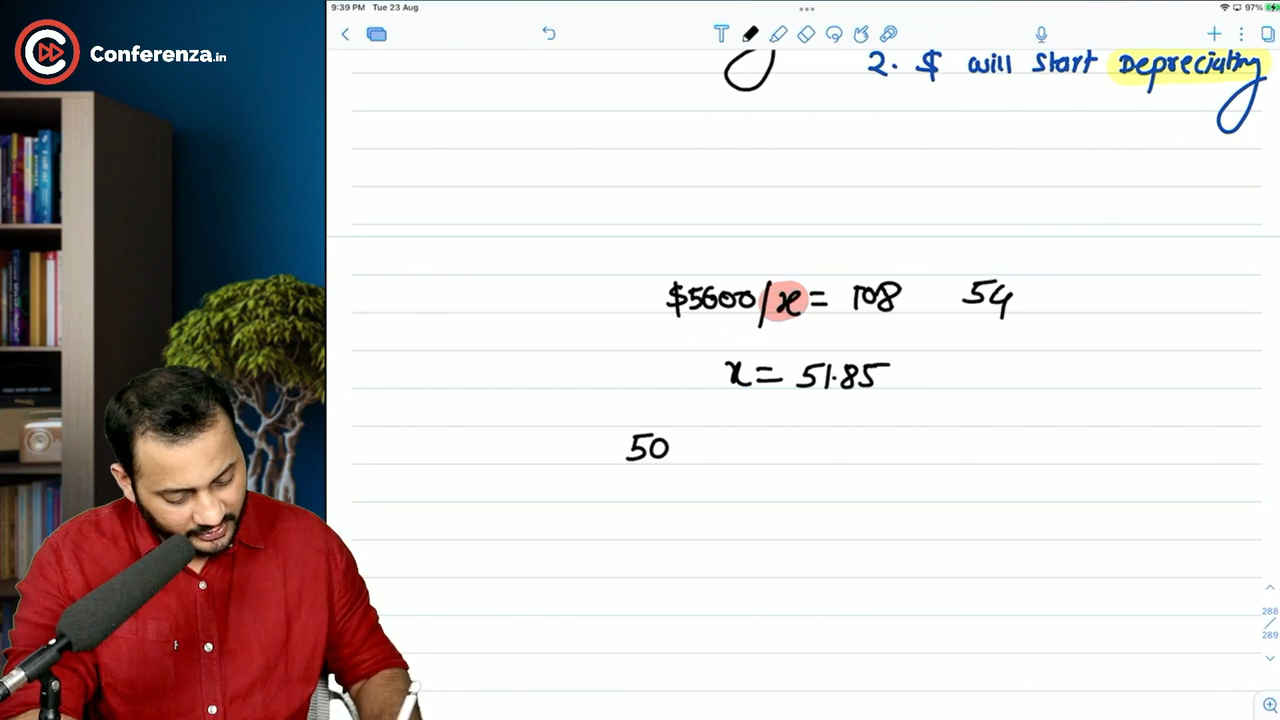 9:39 PM Tue 23 Aug
97%
Conferenza.in
T
2. $ will start Depreciating
$5600/x = 108 54
x = 51.85
50
288
289